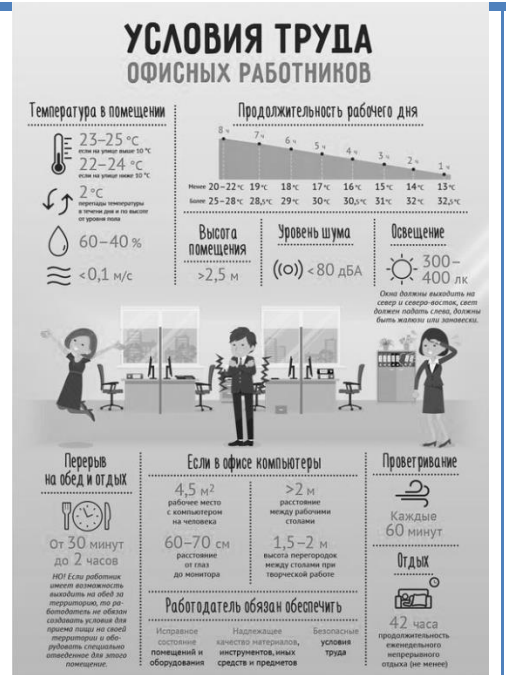 УСЛОВИЯ ТРУДА
ОФИСНЫХ РАБОТНИКОВ
Температура в помещении
23–25 °С
если на улице выше 10 °С
22–24 °С
если на улице ниже 10 °С
2 °С
перепады температуры
в течени дня и по высоте
от уровня пола
60–40 %
<0,1 м/с
Продолжительность рабочего дня
8 ч 7 ч 6 ч 5 ч 4 ч 3 ч 2 ч 1 ч
Менее 20–22°С 19°С 18°С 17°С 16°С 15°С 14°С 13°С
Более 25–28°С 28,5°С 29°С 30°С 30,5°С 31°С 32°С 32,5°С
Высота
помещения
>2,5 м
Уровень шума
<80 дБА
Освещение
300–
400 лк
Окна должны выходить на
север и северо-восток, свет
должен падать слева, должны
быть жалюзи или занавески.
Перерыв
на обед и отдых
От 30 минут
до 2 часов
НО! Если работник
имеет возможность
выходить на обед за
территорию, то ра-
ботодатель не обязан
создавать условия для
приема пищи на своей
территории и обо-
рудовать специально
отведенное для этого
помещение.
Если в офисе компьютеры
4,5 м²
рабочее место
с компьютером
на человека
>2 м
расстояние
между рабочими
столами
60–70 см
расстояние
от глаз
до монитора
1,5–2 м
высота перегородок
между столами при
творческой работе
Работодатель обязан обеспечить
Исправное
состояние
помещений и
оборудования
Надлежащее
качество материалов,
инструментов, иных
средств и предметов
Безопасные
условия
труда
Проветривание
Каждые
60 минут
Отдых
42 часа
продолжительность
еженедельного
непрерывного
отдыха (не менее)